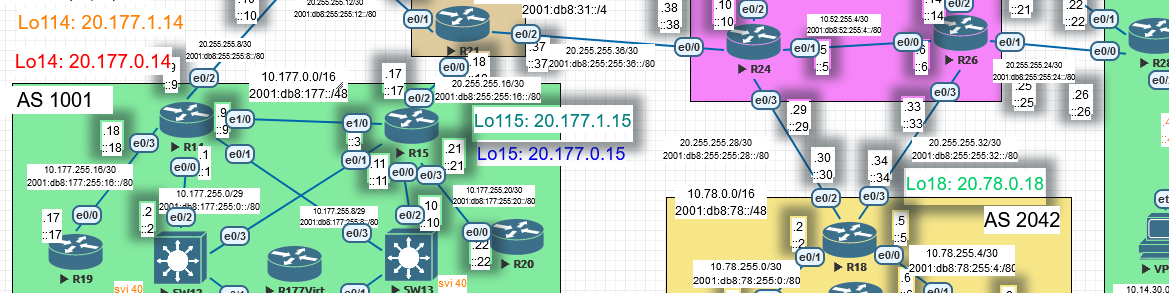 20.255.255.12/30
2001:db8:255:255:12::/80
::10
e0/1
R21
e0/2
2001:db8:31::/4
.37
::37
20.255.255.36/30
2001:db8:255:255:36::/80
.38
::38
e0/0
.10
::10
e0/2
R24
e0/1
10.52.255.4/30
2001:db8:52:255:4::/80
.5
::5
e0/0
.6
::6
.14
::14
e0/2
R26
e0/1
20.255.255.24/30
2001:db8:255:255:24::/80
.21
::21
.22
::22
e0/1
e0/0
R28
.25
::25
.26
::26
Lo114: 20.177.1.14
Lo14: 20.177.0.14
20.255.255.8/30
2001:db8:255:255:8::/80
.9
::9
e0/2
AS 1001
10.177.0.0/16
2001:db8:177::/48
.17
::17
e0/0
.18
::18
e0/2
20.255.255.16/30
2001:db8:255:255:16::/80
R14
.9
::9
e1/0
e1/0
::3
R15
Lo115: 20.177.1.15
Lo15: 20.177.0.15
.18
::18
e0/3
e0/0
.1
::1
e0/1
e0/1
.11
::11
e0/0
e0/3
.21
::21
10.177.255.16/30
2001:db8:177:255:16::/80
10.177.255.0/29
2001:db8:177:255:0::/80
10.177.255.8/29
2001:db8:177:255:8::/80
10.177.255.20/30
2001:db8:177:255:20::/80
.17
::17
e0/0
R19
.2
::2
e0/2
e0/3
SW12
svi 40
e0/1
R177Virt
e0/3
e0/2
.10
::10
SW13
svi 40
e0/1
e0/0
.22
::22
R20
e0/3
.29
::29
e0/3
.33
::33
20.255.255.28/30
2001:db8:255:255:28::/80
.30
::30
e0/2
.34
::34
e0/3
20.255.255.32/30
2001:db8:255:255:32::/80
Lo18: 20.78.0.18
10.78.0.0/16
2001:db8:78::/48
AS 2042
.2
::2
e0/1
R18
.5
::5
e0/0
10.78.255.0/30
2001:db8:78:255:0::/80
10.78.255.4/30
2001:db8:78:255:4::/80
.6
e0/1